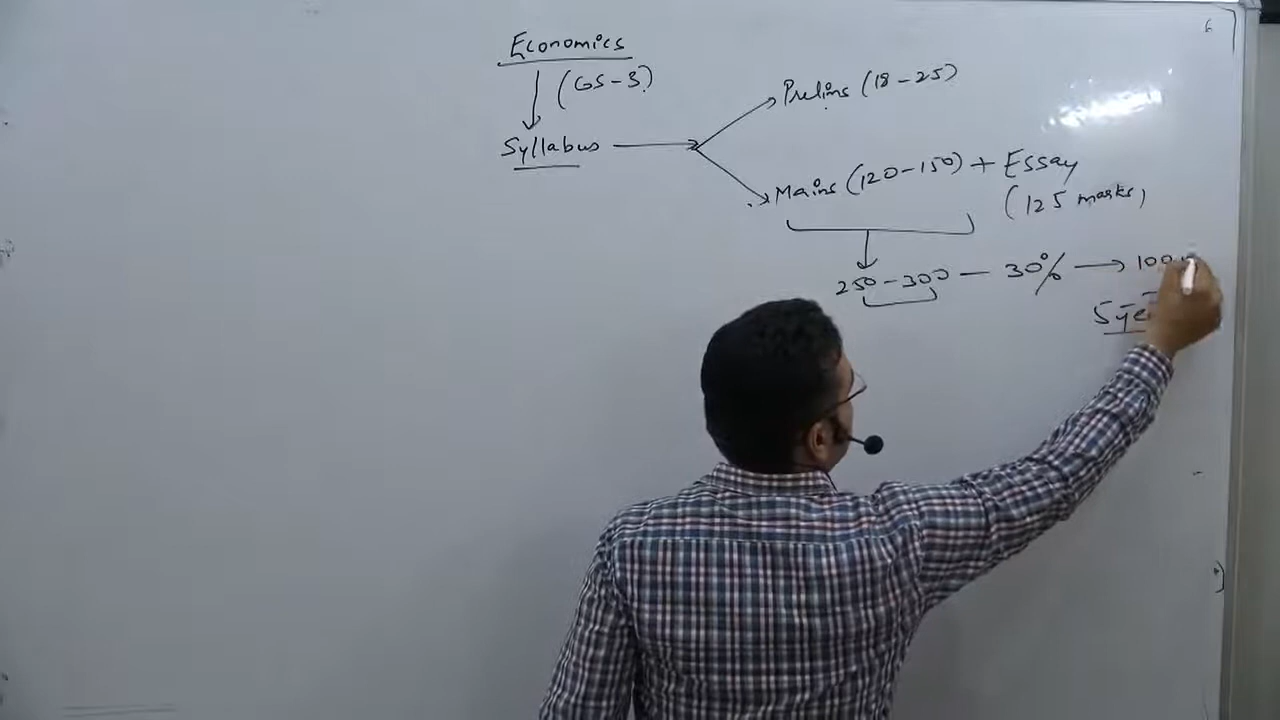 Economics
(GS-3)
Syllabus
Prelims (18-25)
Mains (120-150) + Essay
(125 marks)
250-300 — 30% → 100